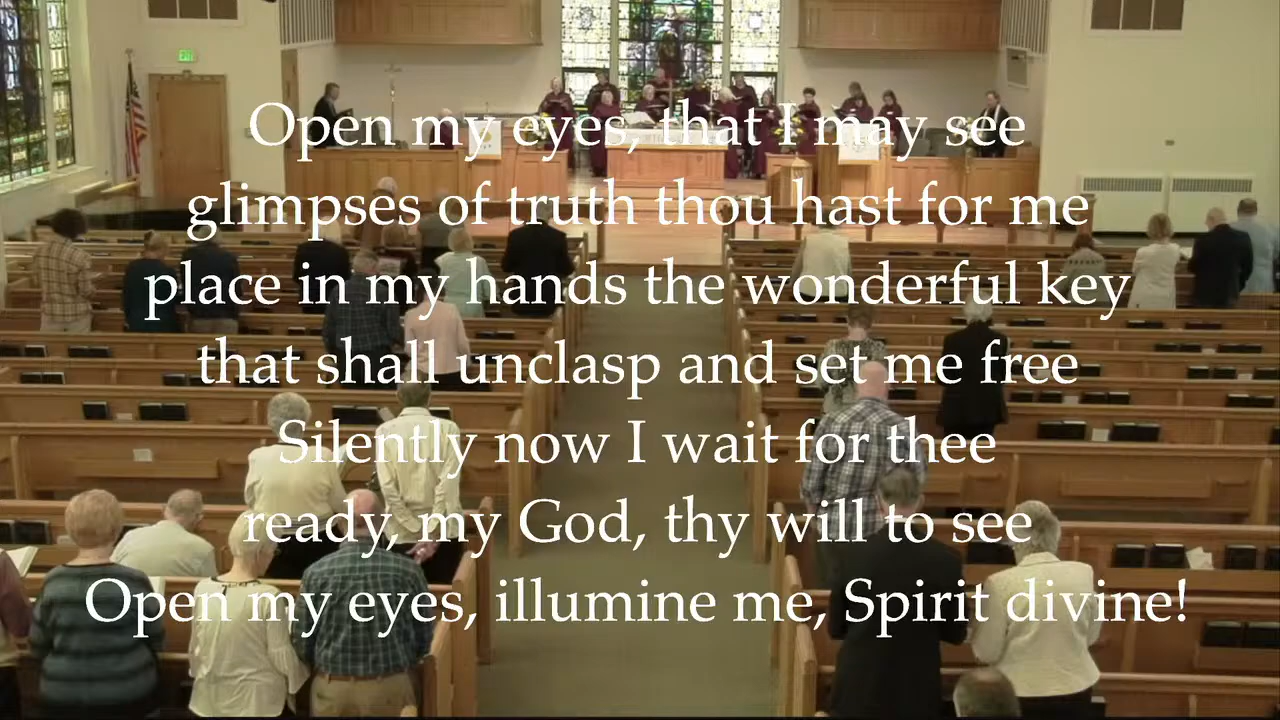 Open my eyes, that I may see
glimpses of truth thou hast for me
place in my hands the wonderful key
that shall unclasp and set me free
Silently now I wait for thee
ready, my God, thy will to see
Open my eyes, illumine me, Spirit divine!